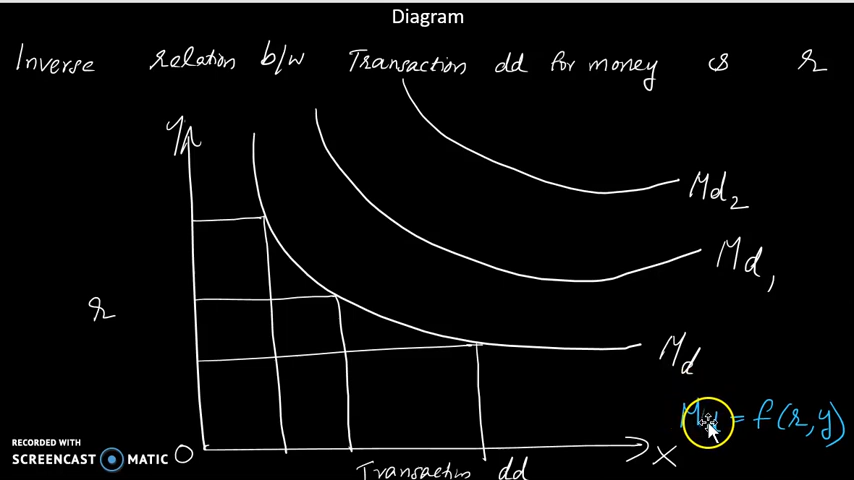 Diagram
Inverse relation b/w Transaction dd for money & r
Y
Md2
Md1
r
Md
Md = f(r, y)
RECORDED WITH
SCREENCAST MATIC
O
X
Transaction dd